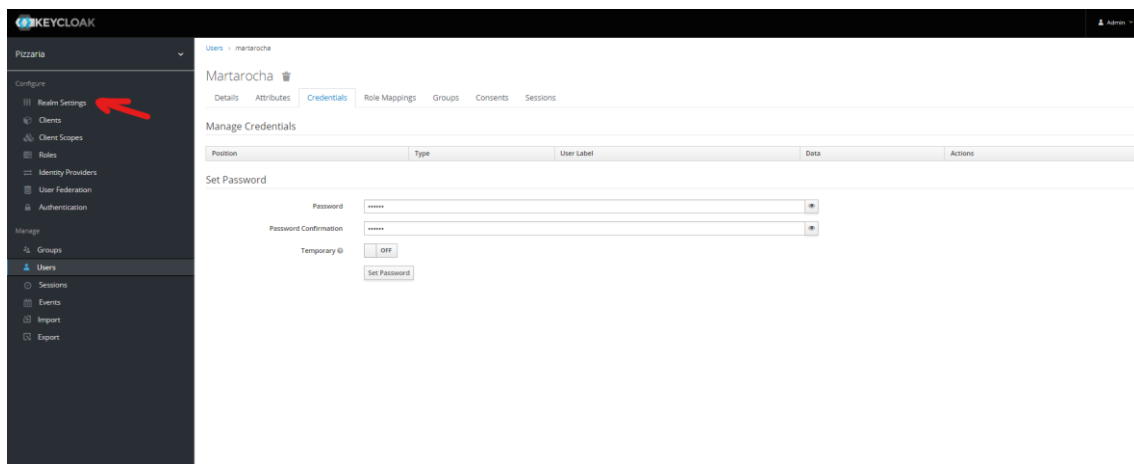 KEYCLOAK
Admin
Pizzaria
Configure
Realm Settings
Clients
Client Scopes
Roles
Identity Providers
User Federation
Authentication
Manage
Groups
Users
Sessions
Events
Import
Export
Users > martarocha
Martarocha
Details Attributes Credentials Role Mappings Groups Consents Sessions
Manage Credentials
Position Type User Label Data Actions
Set Password
Password ••••••
Password Confirmation ••••••
Temporary OFF
Set Password